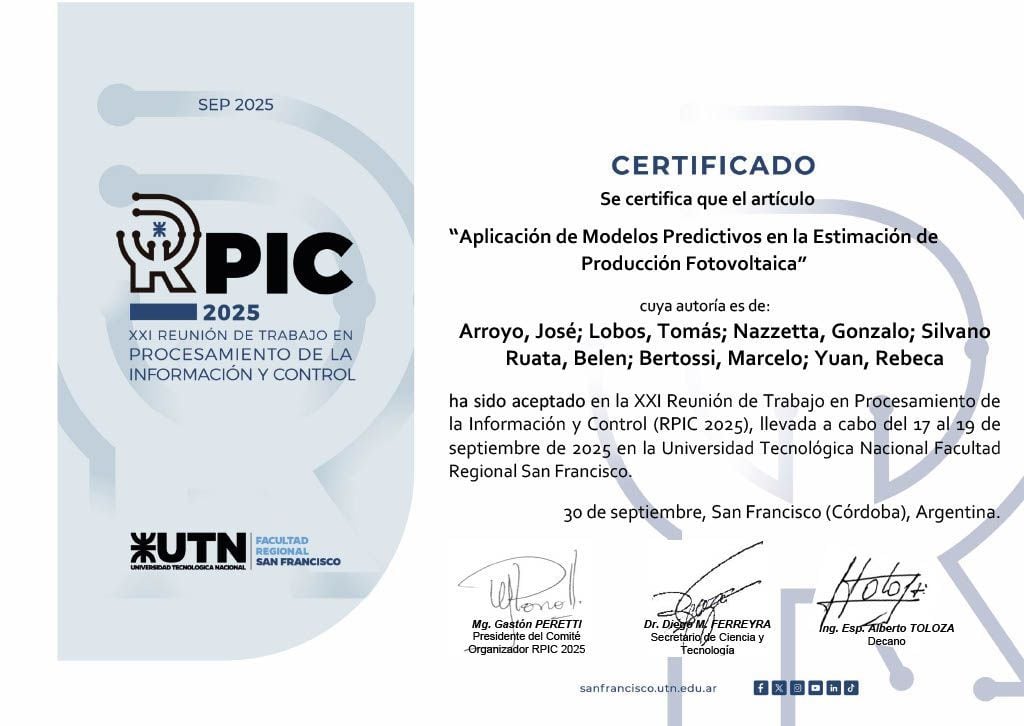 SEP 2025
RPIC
2025
XXI REUNIÓN DE TRABAJO EN
PROCESAMIENTO DE LA
INFORMACIÓN Y CONTROL
UTN
UNIVERSIDAD TECNOLÓGICA NACIONAL
FACULTAD
REGIONAL
SAN FRANCISCO
CERTIFICADO
Se certifica que el artículo
“Aplicación de Modelos Predictivos en la Estimación de
Producción Fotovoltaica”
cuya autoría es de:
Arroyo, José; Lobos, Tomás; Nazzetta, Gonzalo; Silvano
Ruata, Belen; Bertossi, Marcelo; Yuan, Rebeca
ha sido aceptado en la XXI Reunión de Trabajo en Procesamiento de
la Información y Control (RPIC 2025), llevada a cabo del 17 al 19 de
septiembre de 2025 en la Universidad Tecnológica Nacional Facultad
Regional San Francisco.
30 de septiembre, San Francisco (Córdoba), Argentina.
Mg. Gastón PERETTI
Presidente del Comité
Organizador RPIC 2025
Dr. Diego M. FERREYRA
Secretario de Ciencia y
Tecnología
Ing. Esp. Alberto TOLOZA
Decano
sanfrancisco.utn.edu.ar